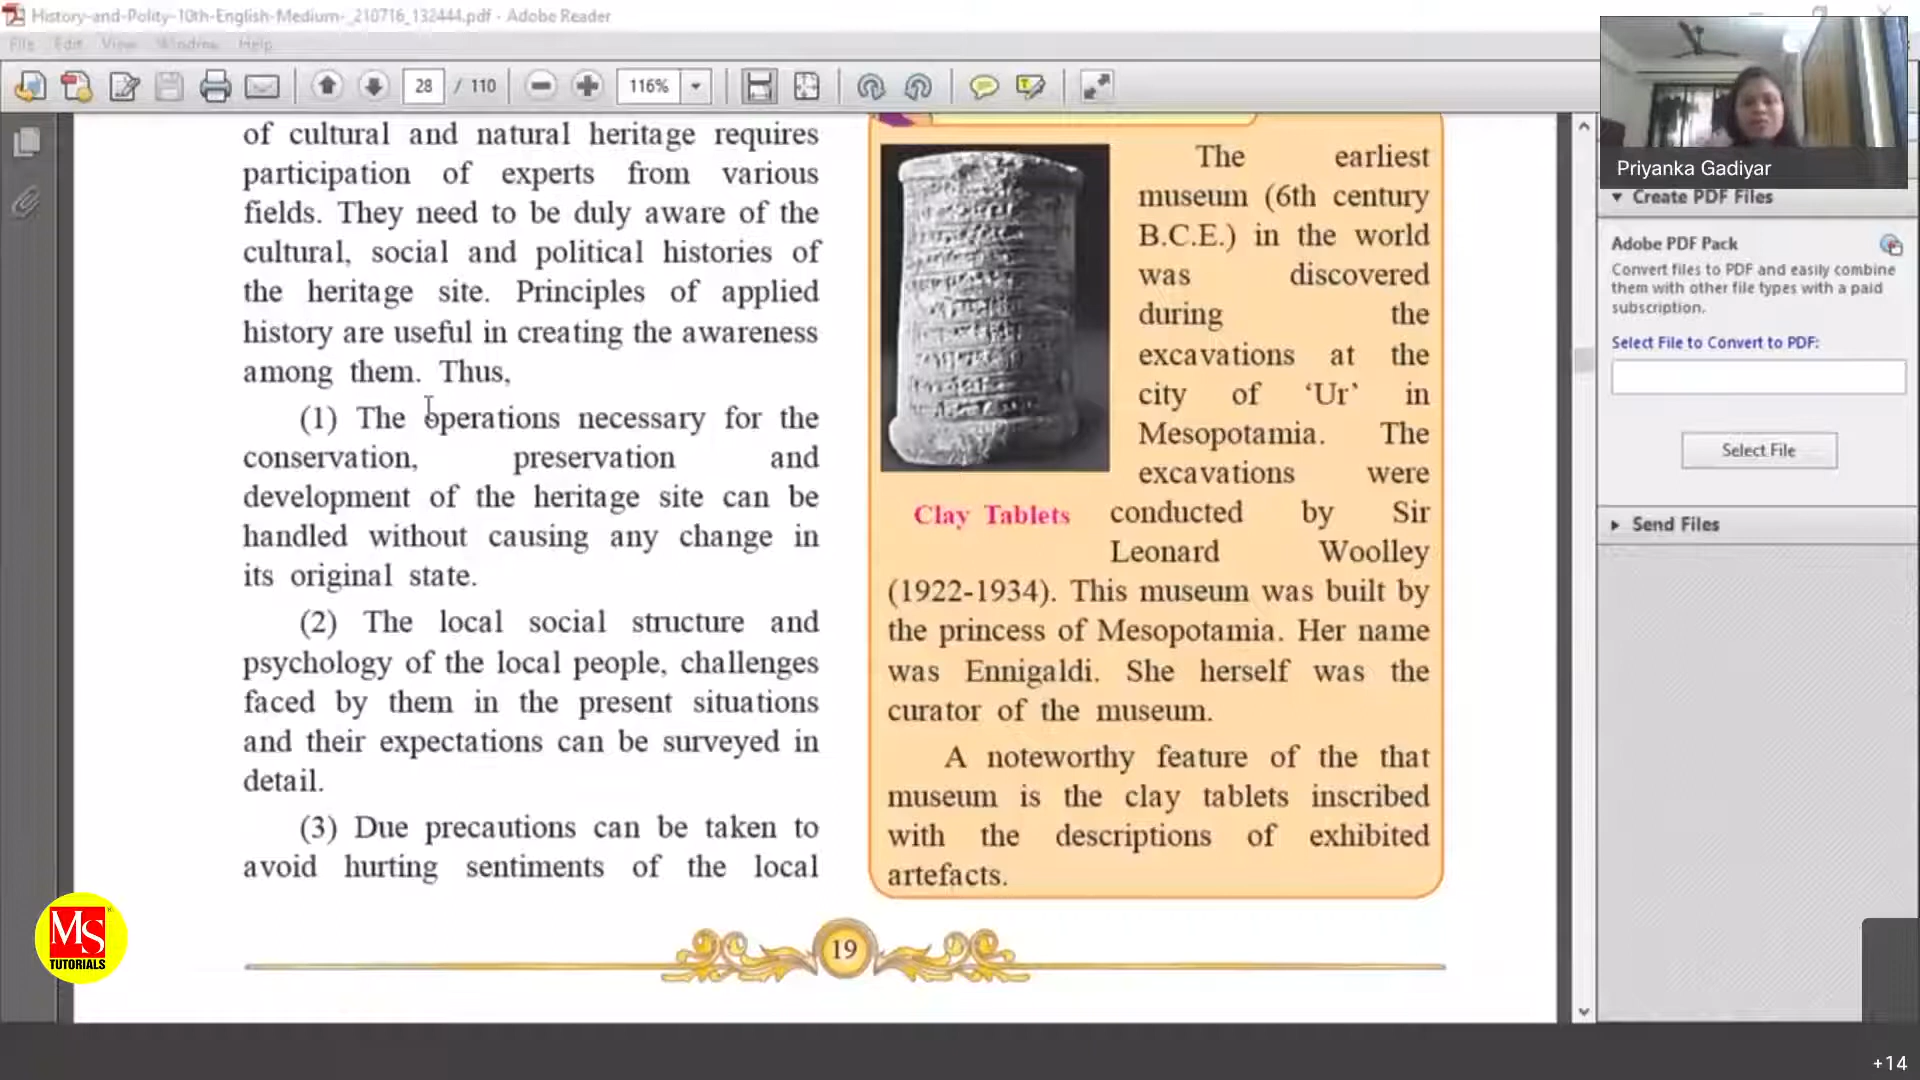 History-and-Polity-10th-English-Medium-_210716_132444.pdf - Adobe Reader
File Edit View Window Help
28 / 110
116%
of cultural and natural heritage requires
participation of experts from various
fields. They need to be duly aware of the
cultural, social and political histories of
the heritage site. Principles of applied
history are useful in creating the awareness
among them. Thus,
(1) The operations necessary for the
conservation, preservation and
development of the heritage site can be
handled without causing any change in
its original state.
(2) The local social structure and
psychology of the local people, challenges
faced by them in the present situations
and their expectations can be surveyed in
detail.
(3) Due precautions can be taken to
avoid hurting sentiments of the local
The earliest
museum (6th century
B.C.E.) in the world
was discovered
during the
excavations at the
city of ‘Ur’ in
Mesopotamia. The
excavations were
Clay Tablets
conducted by Sir
Leonard Woolley
(1922-1934). This museum was built by
the princess of Mesopotamia. Her name
was Ennigaldi. She herself was the
curator of the museum.
A noteworthy feature of the that
museum is the clay tablets inscribed
with the descriptions of exhibited
artefacts.
19
MS
TUTORIALS
Priyanka Gadiyar
Create PDF Files
Adobe PDF Pack
Convert files to PDF and easily combine
them with other file types with a paid
subscription.
Select File to Convert to PDF:
Select File
Send Files
+14